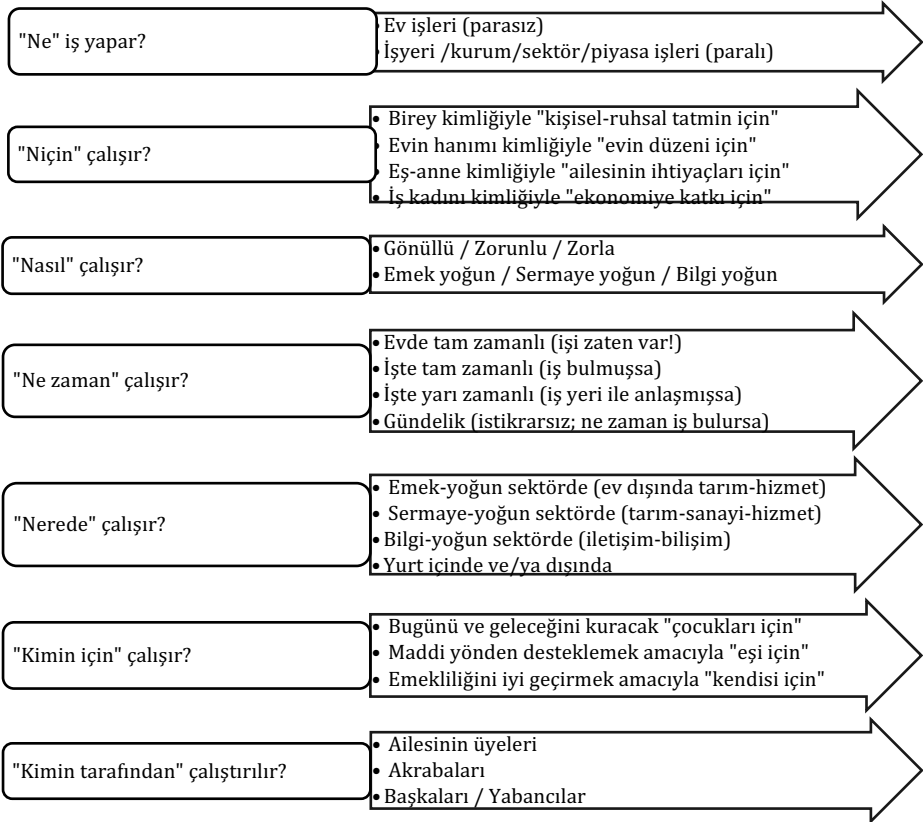 "Ne" iş yapar?
• Ev işleri (parasız)
• İşyeri /kurum/sektör/piyasa işleri (paralı)
"Niçin" çalışır?
• Birey kimliğiyle "kişisel-ruhsal tatmin için"
• Evin hanımı kimliğiyle "evin düzeni için"
• Eş-anne kimliğiyle "ailesinin ihtiyaçları için"
• İş kadını kimliğiyle "ekonomiye katkı için"
"Nasıl" çalışır?
• Gönüllü / Zorunlu / Zorla
• Emek yoğun / Sermaye yoğun / Bilgi yoğun
"Ne zaman" çalışır?
• Evde tam zamanlı (işi zaten var!)
• İşte tam zamanlı (iş bulmuşsa)
• İşte yarı zamanlı (iş yeri ile anlaşmışsa)
• Gündelik (istikrarsız; ne zaman iş bulursa)
"Nerede" çalışır?
• Emek-yoğun sektörde (ev dışında tarım-hizmet)
• Sermaye-yoğun sektörde (tarım-sanayi-hizmet)
• Bilgi-yoğun sektörde (iletişim-bilişim)
• Yurt içinde ve/ya dışında
"Kimin için" çalışır?
• Bugünü ve geleceğini kuracak "çocukları için"
• Maddi yönden desteklemek amacıyla "eşi için"
• Emekliliğini iyi geçirmek amacıyla "kendisi için"
"Kimin tarafından" çalıştırılır?
• Ailesinin üyeleri
• Akrabaları
• Başkaları / Yabancılar